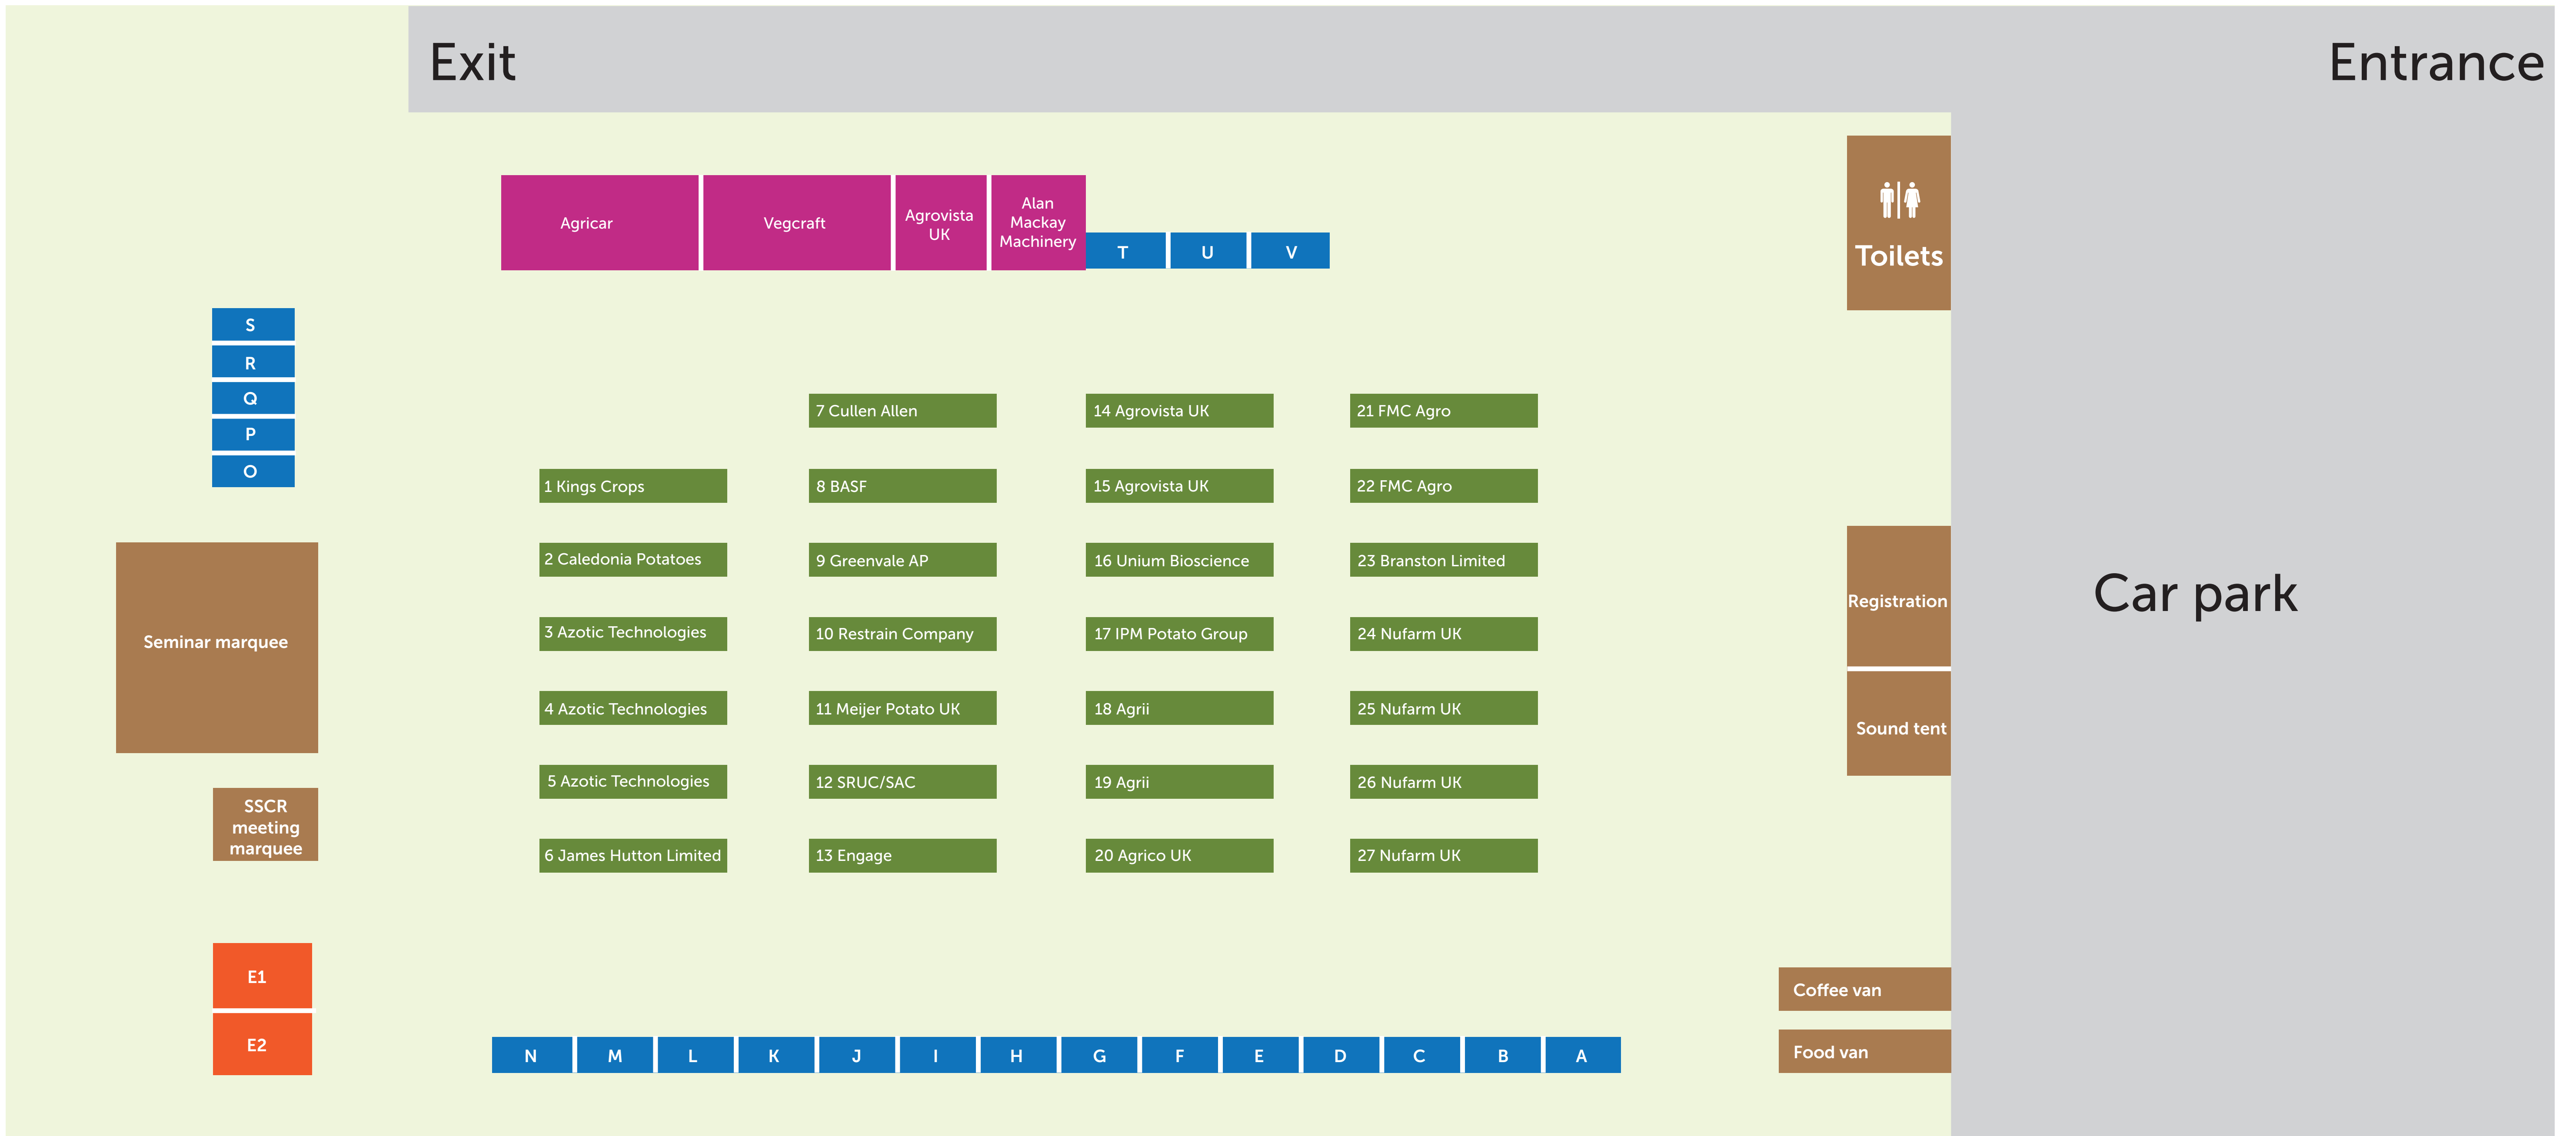 Exit
Entrance
Agricar
Vegcraft
Agrovista
UK
Alan
Mackay
Machinery
T
U
V
Toilets
S
R
Q
P
O
7 Cullen Allen
14 Agrovista UK
21 FMC Agro
1 Kings Crops
8 BASF
15 Agrovista UK
22 FMC Agro
2 Caledonia Potatoes
9 Greenvale AP
16 Unium Bioscience
23 Branston Limited
3 Azotic Technologies
10 Restrain Company
17 IPM Potato Group
24 Nufarm UK
4 Azotic Technologies
11 Meijer Potato UK
18 Agrii
25 Nufarm UK
5 Azotic Technologies
12 SRUC/SAC
19 Agrii
26 Nufarm UK
6 James Hutton Limited
13 Engage
20 Agrico UK
27 Nufarm UK
Seminar marquee
SSCR
meeting
marquee
Registration
Sound tent
Car park
E1
E2
Coffee van
Food van
N
M
L
K
J
I
H
G
F
E
D
C
B
A